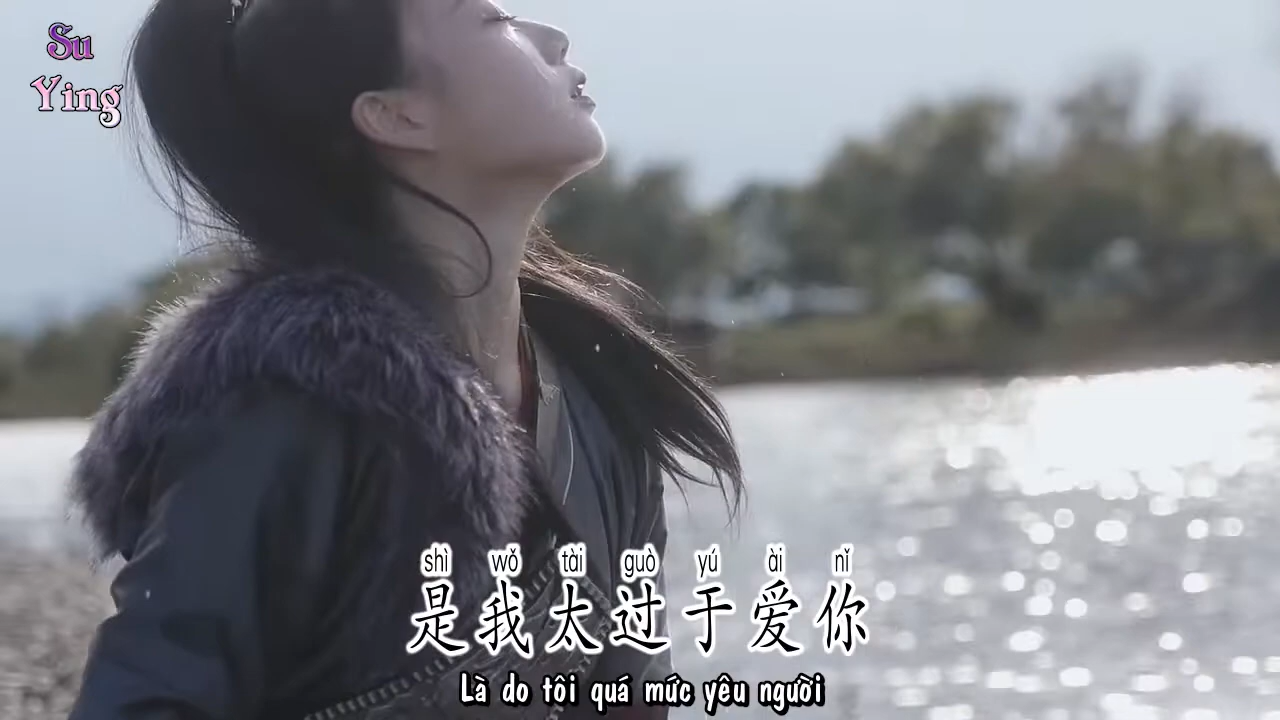 Su
Ying
shì wǒ tài guò yú ài nǐ
是我太过于爱你
Là do tôi quá mức yêu người